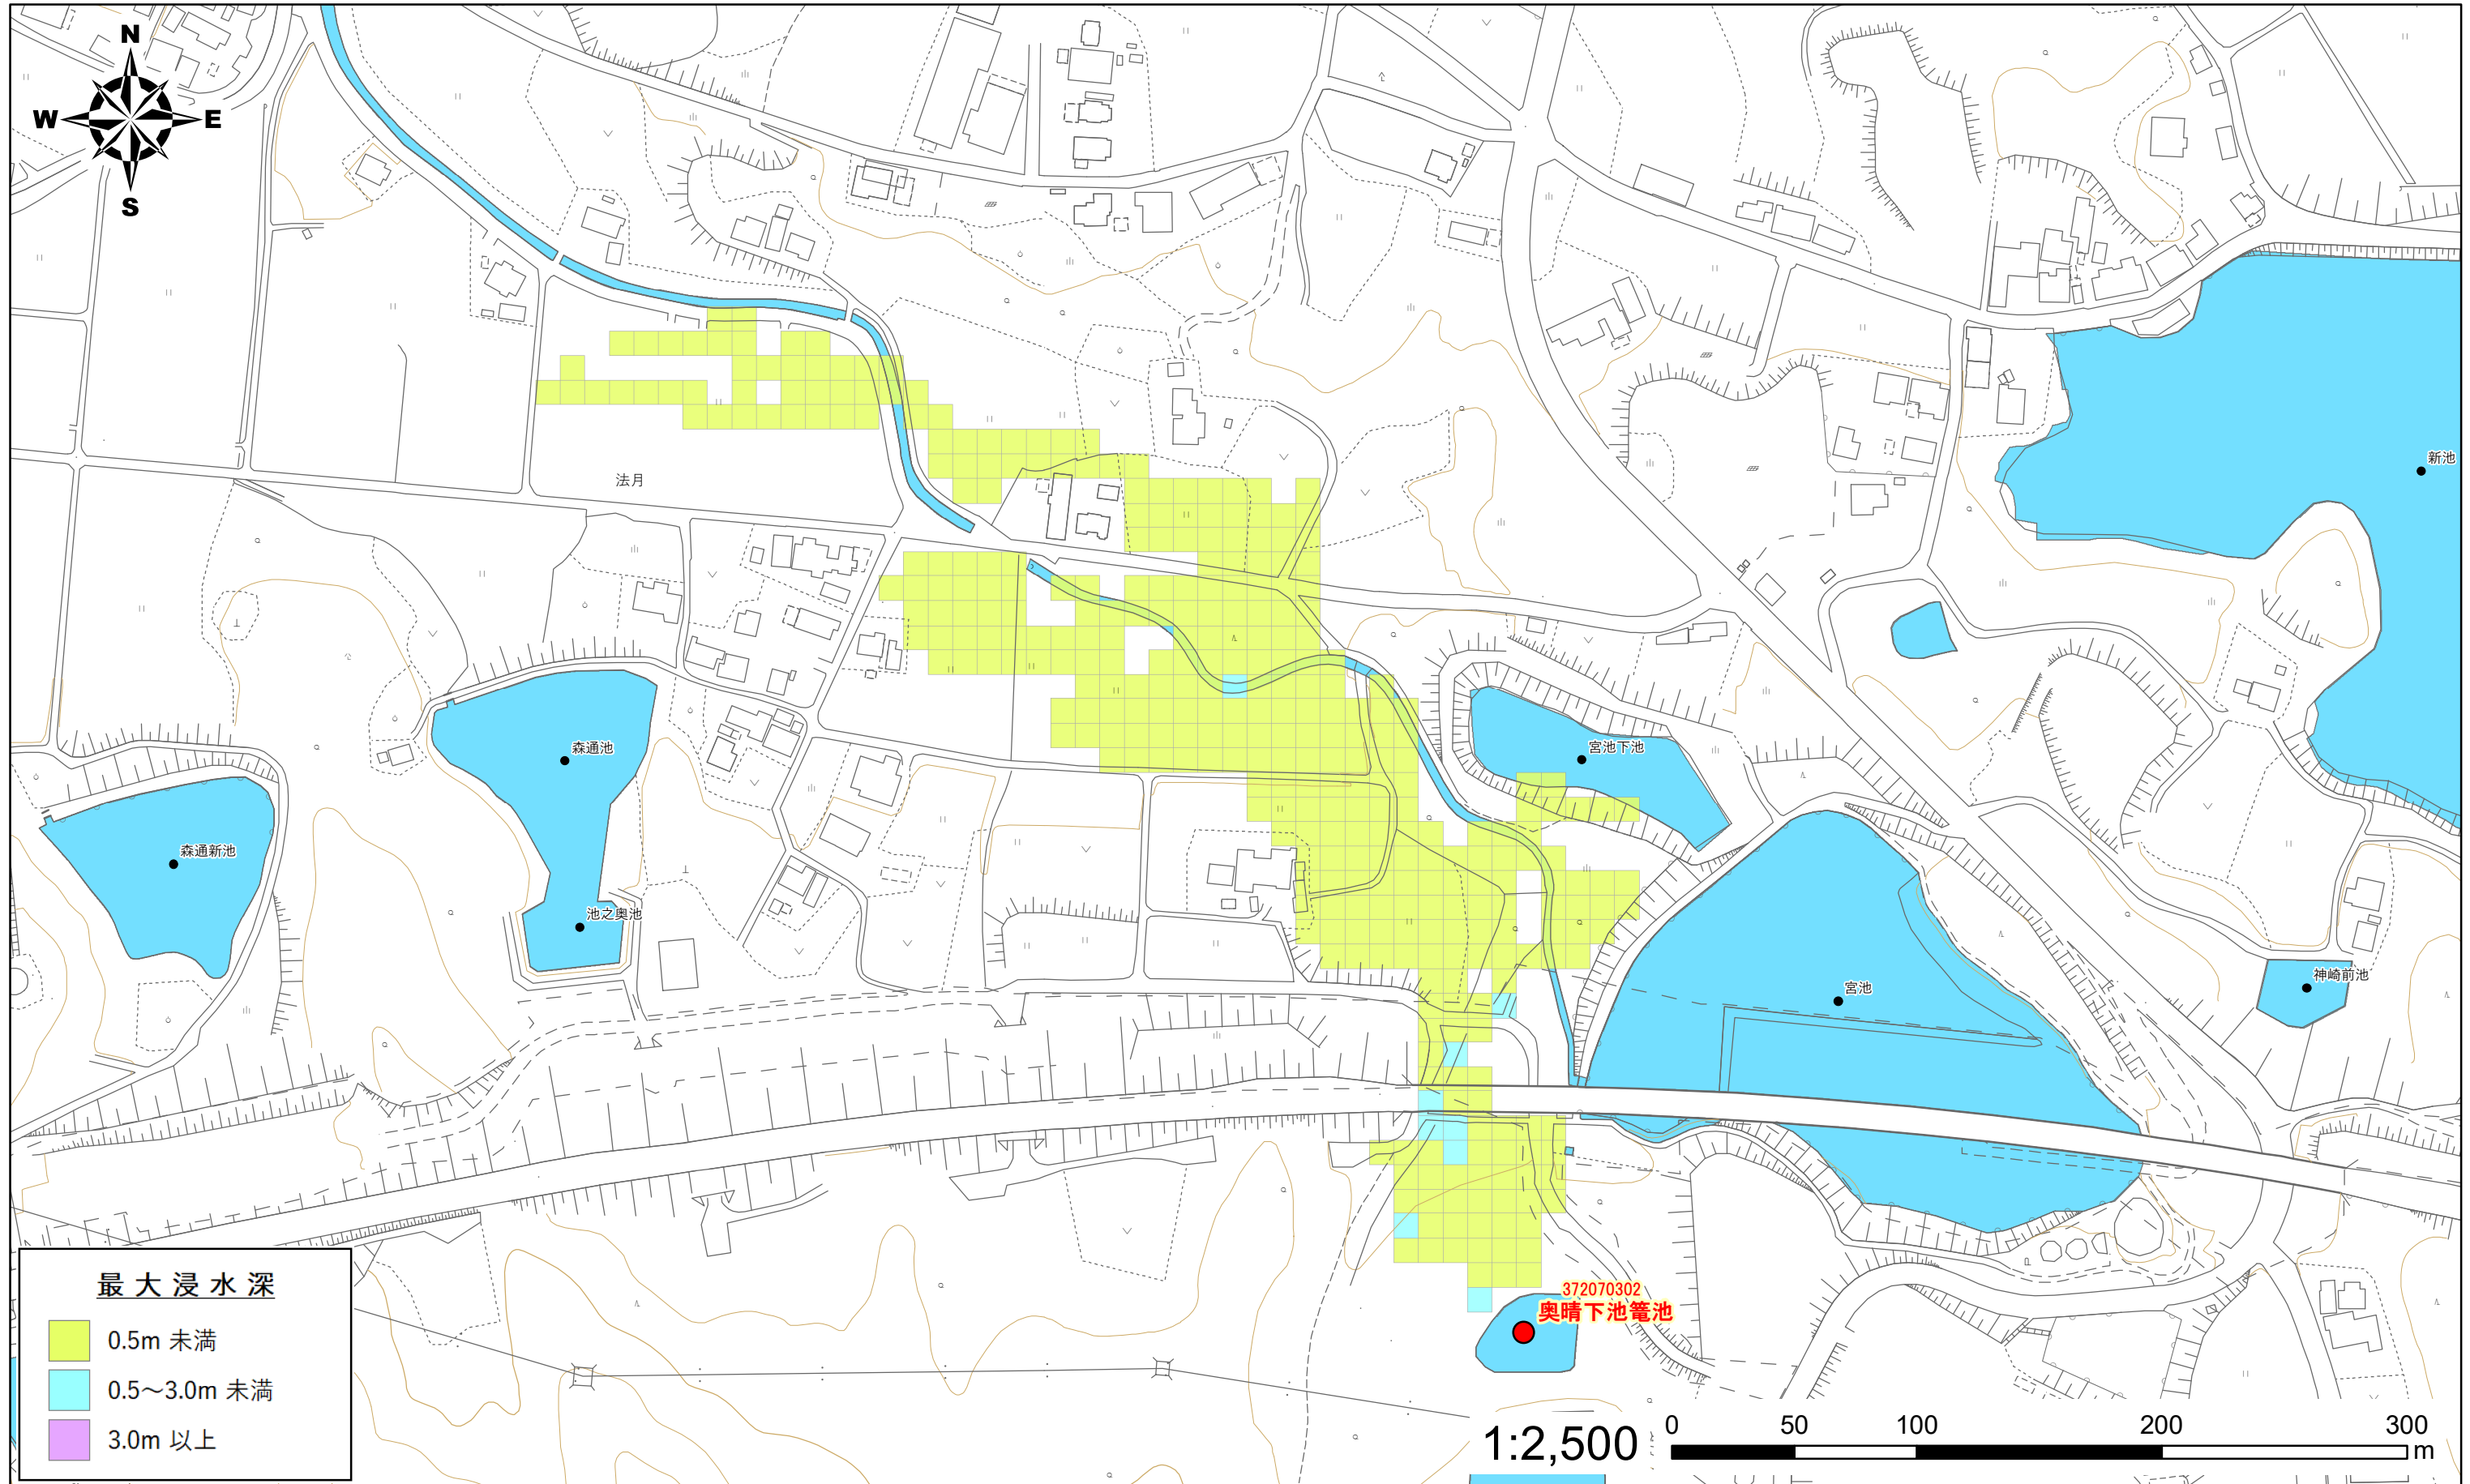 N
W E
S
新池
法月
森通池
宮池下池
森通新池
池之奥池
宮池
神崎前池
372070302
奥晴下池篭池
最大浸水深
0.5m 未満
0.5～3.0m 未満
3.0m 以上
1:2,500
0 50 100 200 300
m